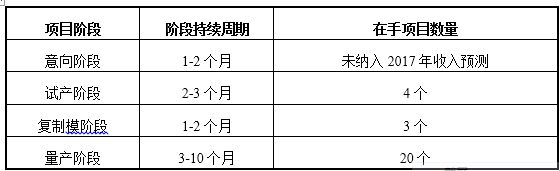 项目阶段 阶段持续周期 在手项目数量
意向阶段 1-2 个月 未纳入 2017 年收入预测
试产阶段 2-3 个月 4 个
复制摸阶段 1-2 个月 3 个
量产阶段 3-10 个月 20 个